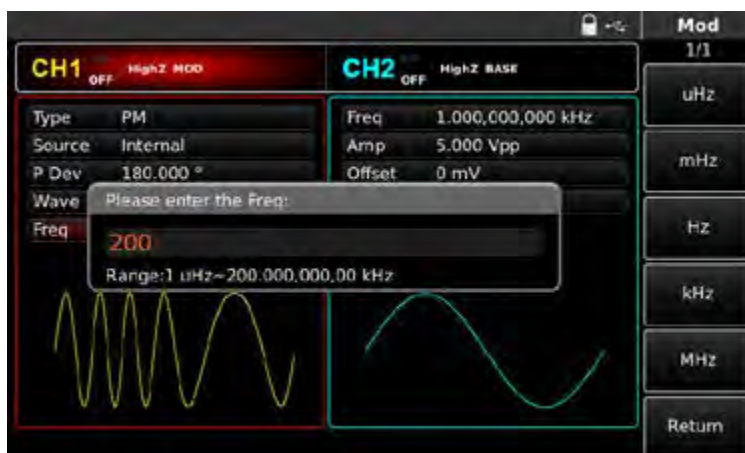 Mod
1/1
CH1 OFF HighZ MOD
CH2 OFF HighZ BASE
uHz
Type PM
Freq 1.000,000,000 kHz
Source Internal
Amp 5.000 Vpp
mHz
P Dev 180.000 °
Offset 0 mV
Wave
Please enter the Freq:
Freq
200
Hz
Range:1 uHz~200.000,000,00 kHz
kHz
MHz
Return